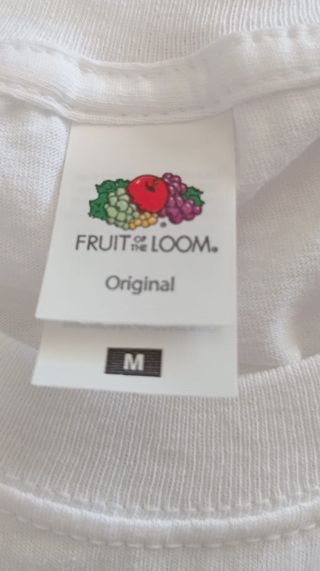 FRUIT OF THE LOOM®
Original
M